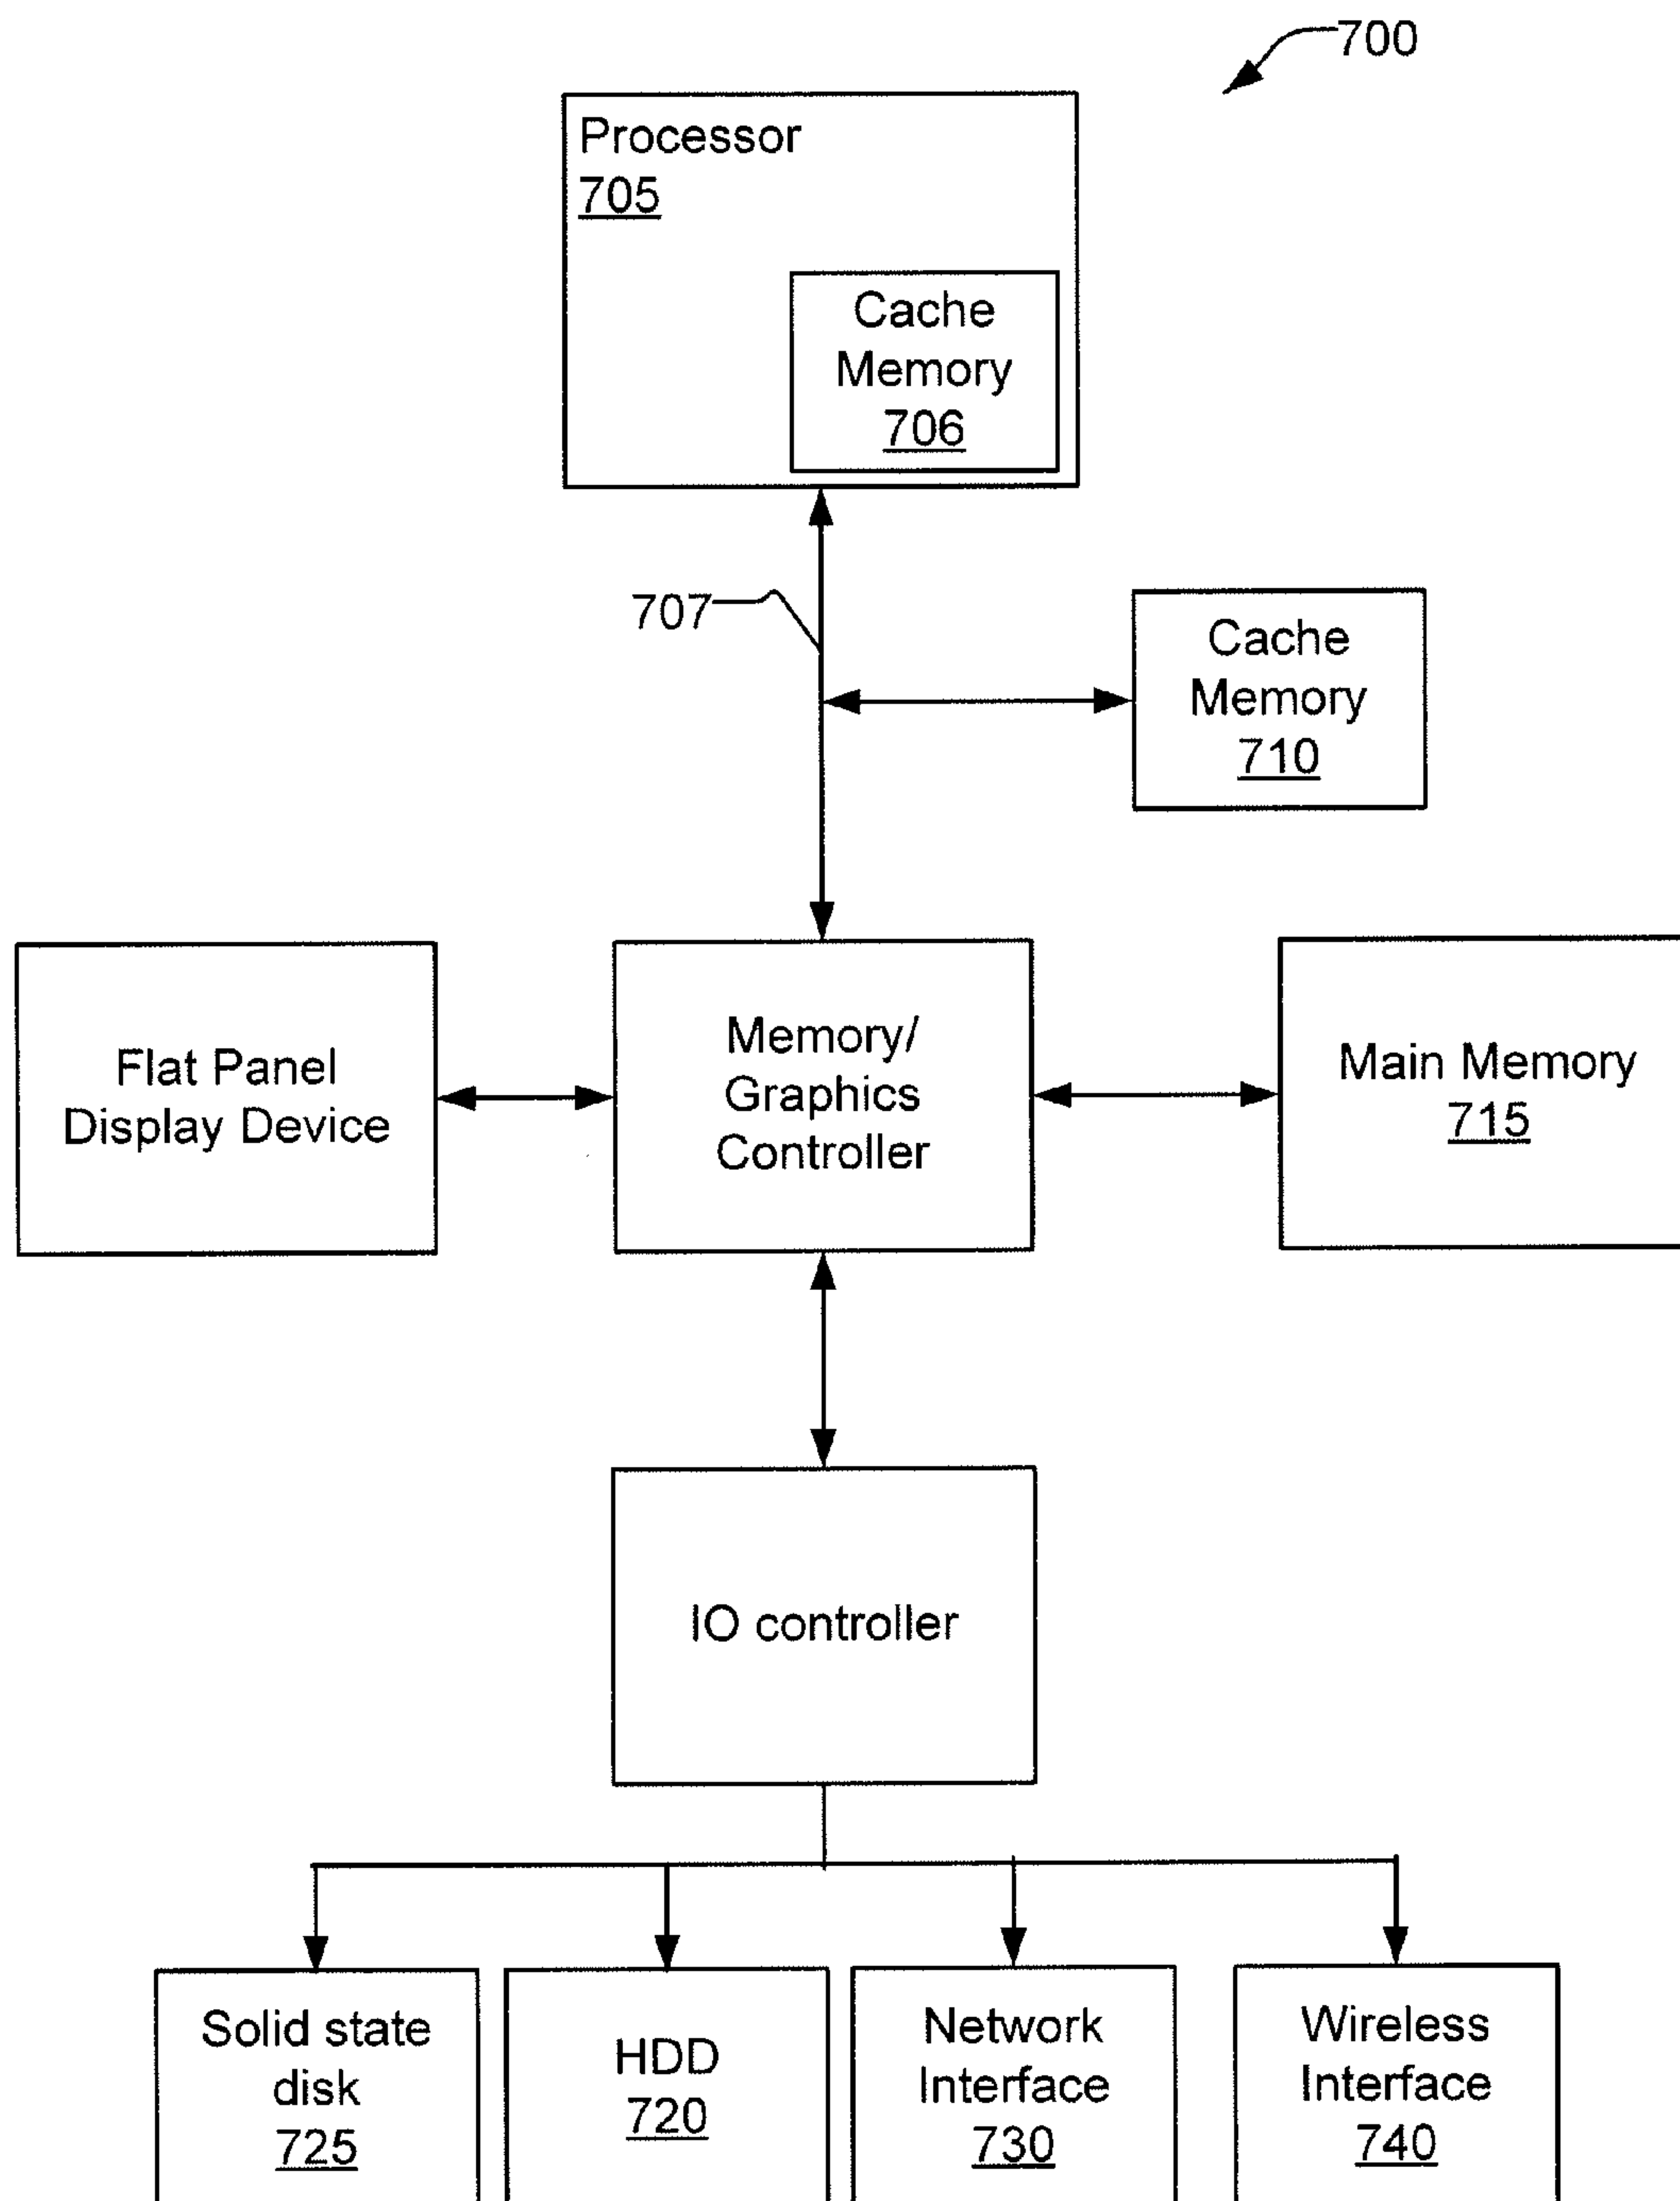 700
Processor
705
Cache
Memory
706
707
Cache
Memory
710
Flat Panel
Display Device
Memory/
Graphics
Controller
Main Memory
715
IO controller
Solid state
disk
725
HDD
720
Network
Interface
730
Wireless
Interface
740